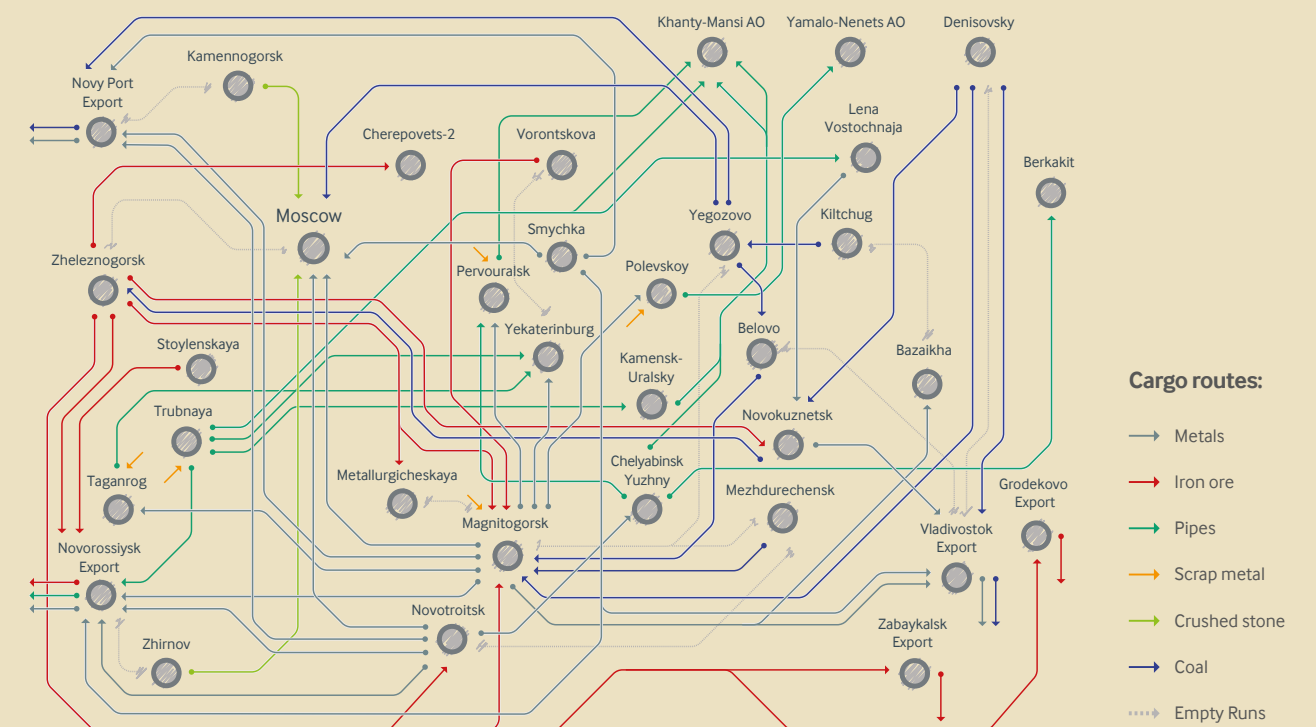 Khanty-Mansi AO
Yamalo-Nenets AO
Denisovsky
Kamennogorsk
Novy Port
Export
Lena
Vostochnaja
Cherepovets-2
Vorontskova
Berkakit
Moscow
Yegozovo
Kiltchug
Smychka
Zheleznogorsk
Pervouralsk
Polevskoy
Yekaterinburg
Belovo
Stoylenskaya
Bazaikha
Kamensk-
Uralsky
Cargo routes:
Trubnaya
Novokuznetsk
Metals
Chelyabinsk
Yuzhny
Metallurgicheskaya
Taganrog
Mezhdurechensk
Grodekovo
Export
Iron ore
Magnitogorsk
Vladivostok
Export
Pipes
Novorossiysk
Export
Scrap metal
Novotroitsk
Zabaykalsk
Export
Crushed stone
Zhirnov
Coal
Empty Runs